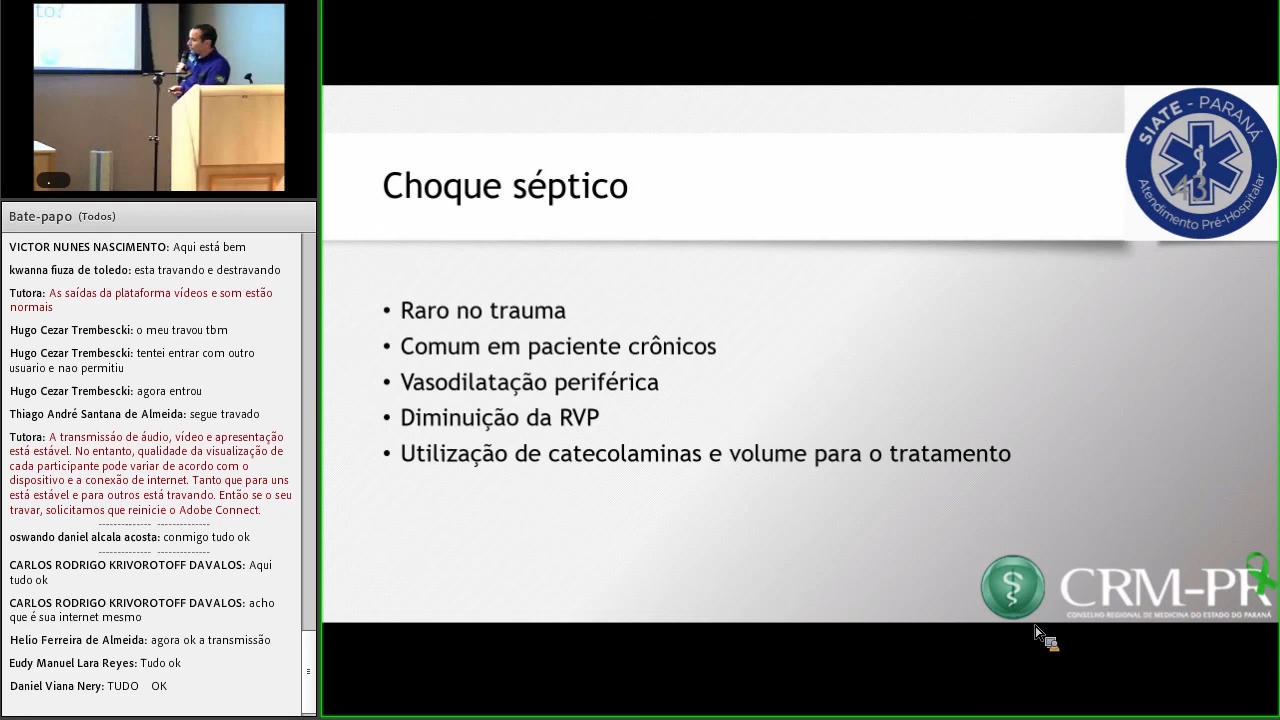 to?
Bate-papo (Todos)
VICTOR NUNES NASCIMENTO: Aqui está bem
kwanna fiuza de toledo: esta travando e destravando
Tutora: As saídas da plataforma vídeos e som estão
normais
Hugo Cezar Trembescki: o meu travou tbm
Hugo Cezar Trembescki: tentei entrar com outro
usuario e nao permitiu
Hugo Cezar Trembescki: agora entrou
Thiago André Santana de Almeida: segue travado
Tutora: A transmissáo de áudio, vídeo e apresentação
está estável. No entanto, qualidade da visualização de
cada participante pode variar de acordo com o
dispositivo e a conexão de internet. Tanto que para uns
está estável e para outros está travando. Então se o seu
travar, solicitamos que reinicie o Adobe Connect.
-------------- --------------
oswando daniel alcala acosta: conmigo tudo ok
-------------- --------------
CARLOS RODRIGO KRIVOROTOFF DAVALOS: Aqui
tudo ok
CARLOS RODRIGO KRIVOROTOFF DAVALOS: acho
que é sua internet mesmo
Helio Ferreira de Almeida: agora ok a transmissão
Eudy Manuel Lara Reyes: Tudo ok
Daniel Viana Nery: TUDO OK
SIATE - PARANÁ
43
Atendimento Pré-Hospitalar
Choque séptico
• Raro no trauma
• Comum em paciente crônicos
• Vasodilatação periférica
• Diminuição da RVP
• Utilização de catecolaminas e volume para o tratamento
CRM-PR
CONSELHO REGIONAL DE MEDICINA DO ESTADO DO PARANÁ